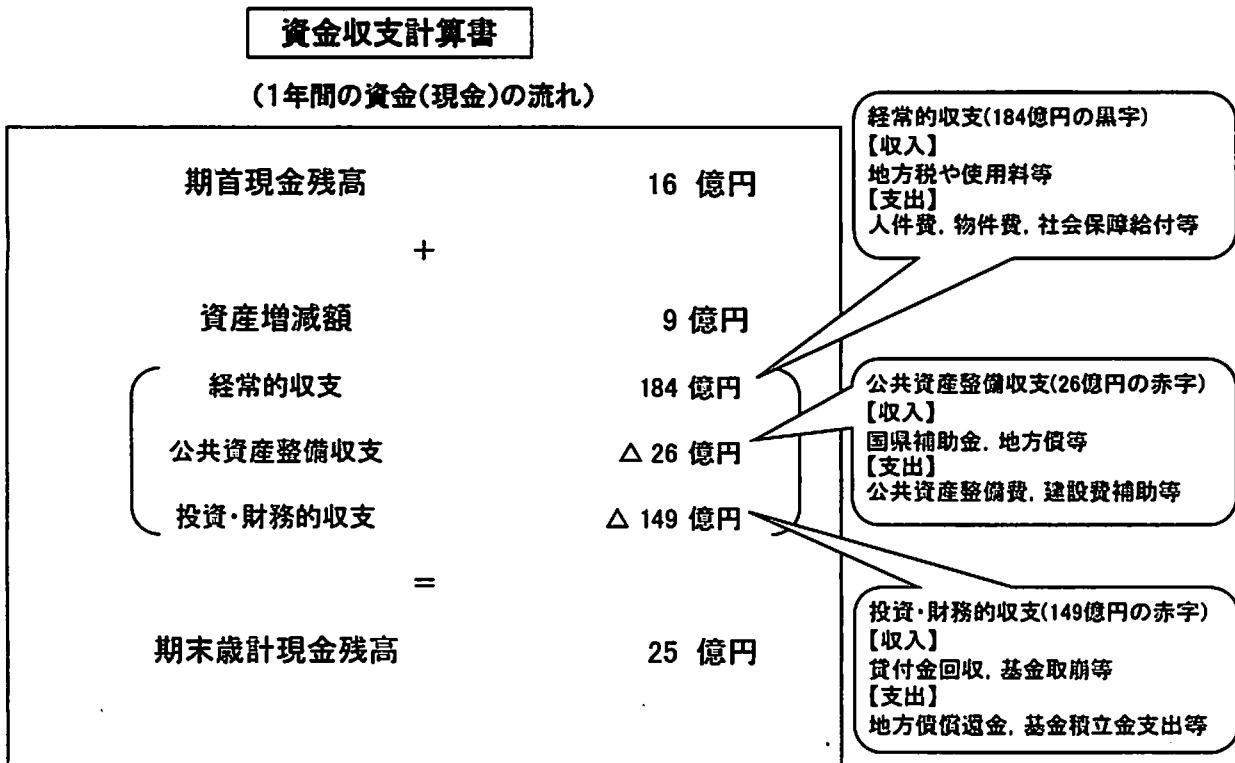 資金収支計算書
(1年間の資金(現金)の流れ)
期首現金残高 16 億円
+
資産増減額 9 億円
経常的収支 184 億円
公共資産整備収支 △ 26 億円
投資・財務的収支 △ 149 億円
=
期末歳計現金残高 25 億円
経常的収支(184億円の黒字)
【収入】
地方税や使用料等
【支出】
人件費, 物件費, 社会保障給付等
公共資産整備収支(26億円の赤字)
【収入】
国県補助金, 地方債等
【支出】
公共資産整備費, 建設費補助等
投資・財務的収支(149億円の赤字)
【収入】
貸付金回収, 基金取崩等
【支出】
地方債償還金, 基金積立金支出等